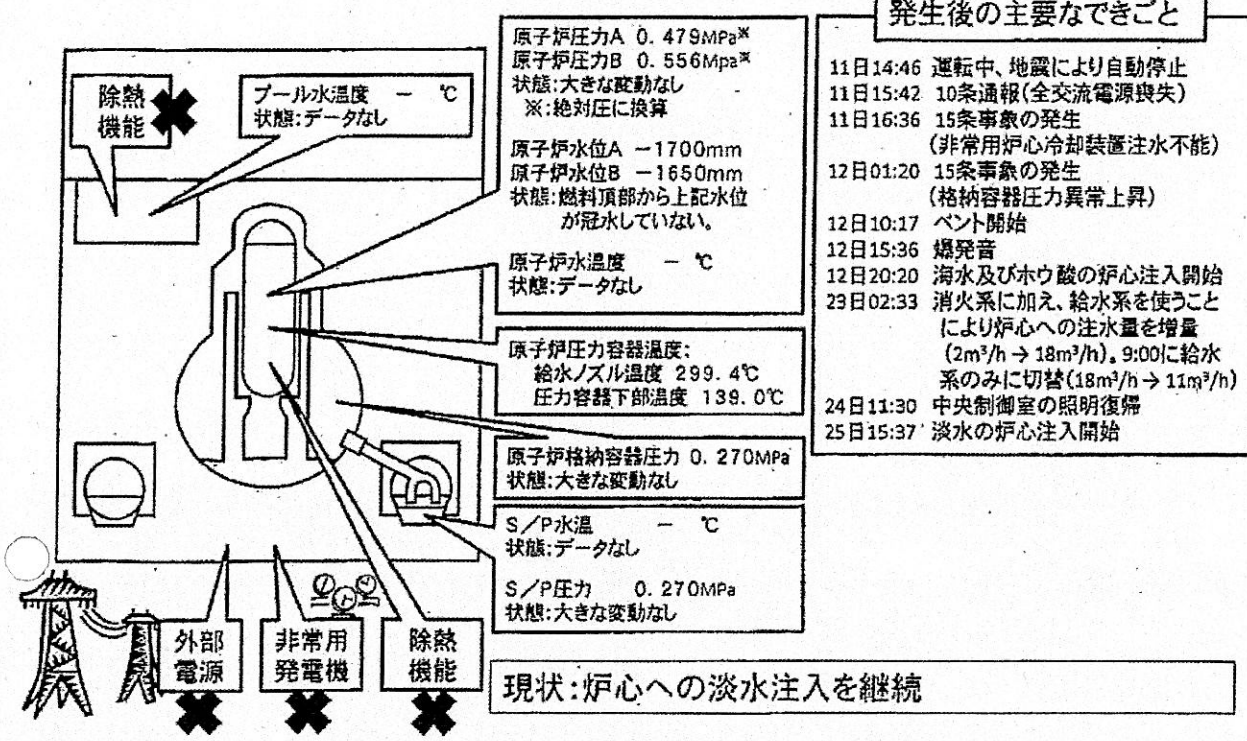 除熱
機能
プール水温度 － ℃
状態:データなし
原子炉圧力A 0.479MPa※
原子炉圧力B 0.556Mpa※
状態:大きな変動なし
※:絶対圧に換算
原子炉水位A －1700mm
原子炉水位B －1650mm
状態:燃料頂部から上記水位
が冠水していない。
原子炉水温度 － ℃
状態:データなし
原子炉圧力容器温度:
給水ノズル温度 299.4℃
圧力容器下部温度 139.0℃
原子炉格納容器圧力 0.270MPa
状態:大きな変動なし
S／P水温 － ℃
状態:データなし
S／P圧力 0.270MPa
状態:大きな変動なし
外部
電源
非常用
発電機
除熱
機能
発生後の主要なできごと
11日14:46 運転中、地震により自動停止
11日15:42 10条通報(全交流電源喪失)
11日16:36 15条事象の発生
(非常用炉心冷却装置注水不能)
12日01:20 15条事象の発生
(格納容器圧力異常上昇)
12日10:17 ベント開始
12日15:36 爆発音
12日20:20 海水及びホウ酸の炉心注入開始
23日02:33 消火系に加え、給水系を使うこと
により炉心への注水量を増量
(2m³/h → 18m³/h)。9:00に給水
系のみに切替(18m³/h → 11m³/h)
24日11:30 中央制御室の照明復帰
25日15:37 淡水の炉心注入開始
現状:炉心への淡水注入を継続